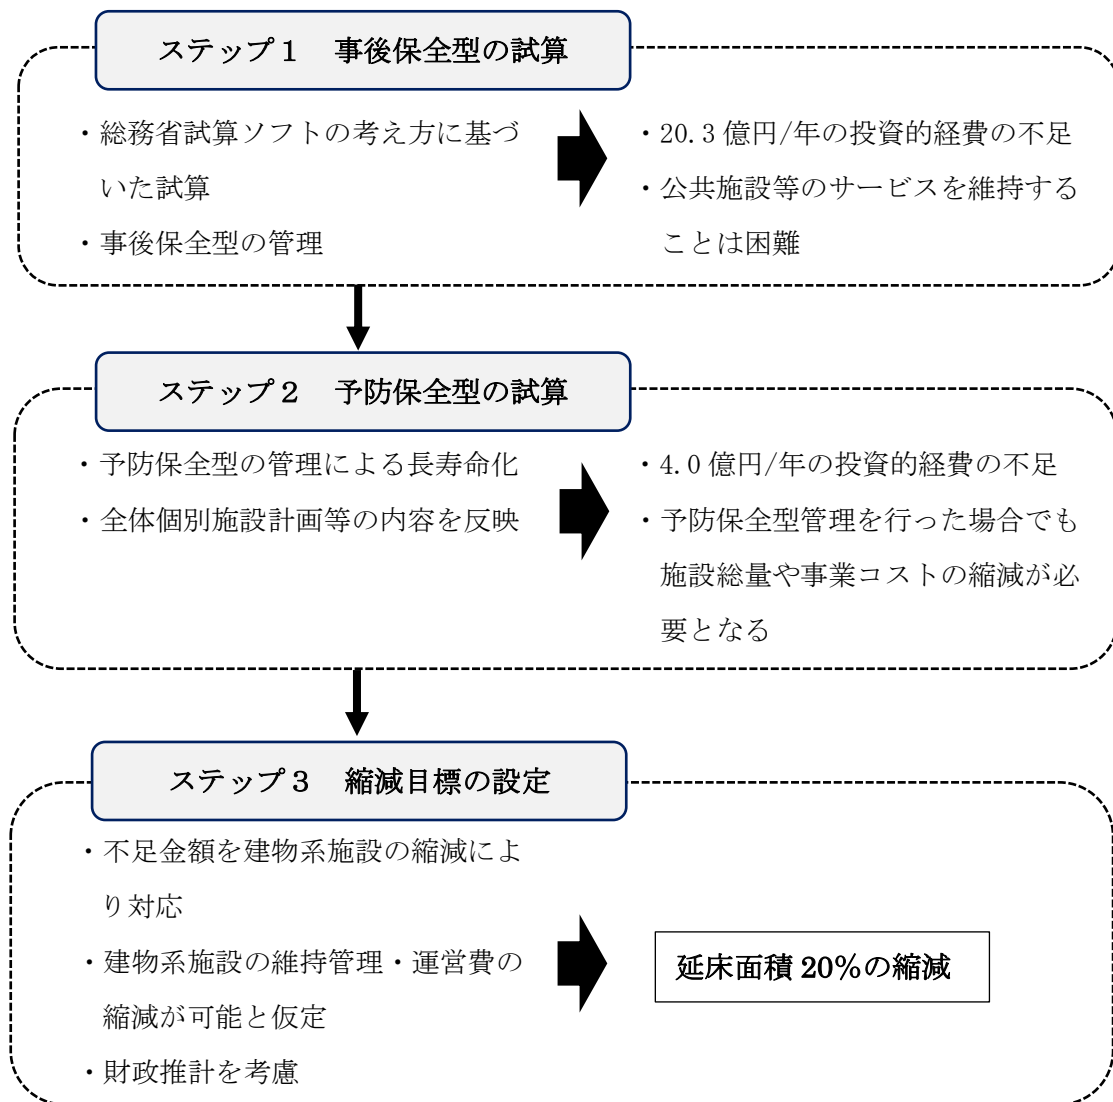 ステップ１　事後保全型の試算
・総務省試算ソフトの考え方に基づ
いた試算
・事後保全型の管理
・20.3 億円/年の投資的経費の不足
・公共施設等のサービスを維持する
ことは困難
ステップ２　予防保全型の試算
・予防保全型の管理による長寿命化
・全体個別施設計画等の内容を反映
・4.0 億円/年の投資的経費の不足
・予防保全型管理を行った場合でも
施設総量や事業コストの縮減が必
要となる
ステップ３　縮減目標の設定
・不足金額を建物系施設の縮減によ
り対応
・建物系施設の維持管理・運営費の
縮減が可能と仮定
・財政推計を考慮
延床面積 20％の縮減